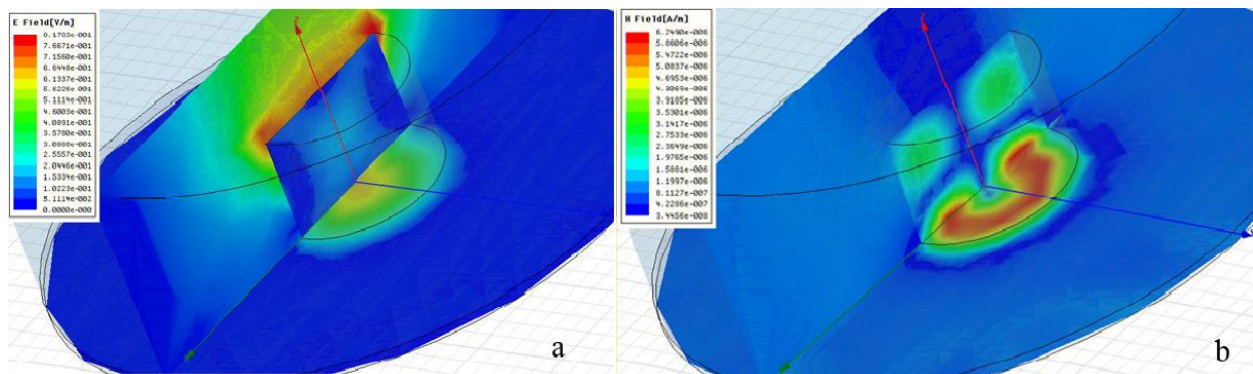 E Field[V/m]
8.1783e-001
7.6671e-001
7.1560e-001
6.6448e-001
6.1337e-001
5.6226e-001
5.1114e-001
4.6003e-001
4.0891e-001
3.5780e-001
3.0668e-001
2.5557e-001
2.0446e-001
1.5334e-001
1.0223e-001
5.1114e-002
0.0000e+000
a
H Field[A/m]
6.2490e-006
5.8606e-006
5.4722e-006
5.0837e-006
4.6953e-006
4.3069e-006
3.9185e-006
3.5301e-006
3.1417e-006
2.7533e-006
2.3649e-006
1.9765e-006
1.5881e-006
1.1997e-006
8.1127e-007
4.2286e-007
3.4456e-008
b